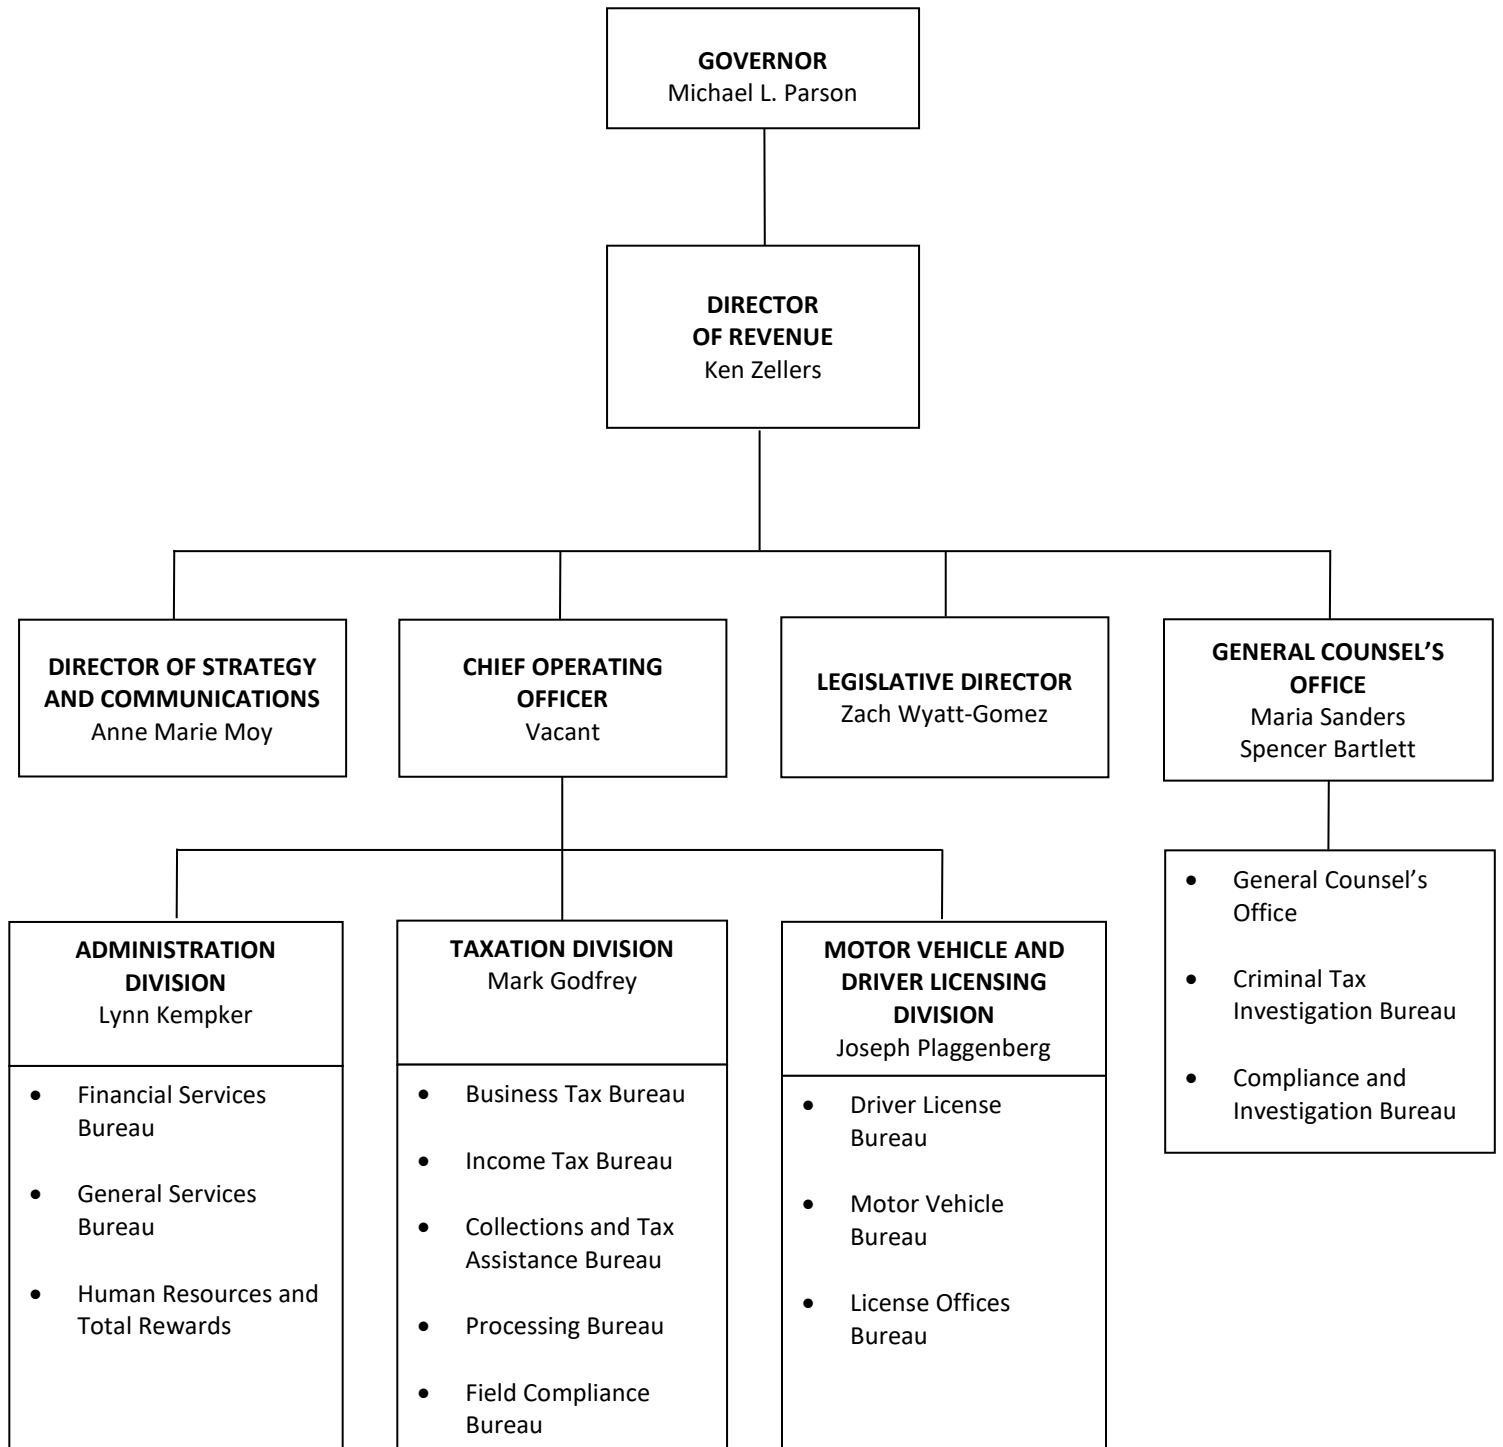 GOVERNOR
Michael L. Parson
DIRECTOR
OF REVENUE
Ken Zellers
DIRECTOR OF STRATEGY
AND COMMUNICATIONS
Anne Marie Moy
CHIEF OPERATING
OFFICER
Vacant
LEGISLATIVE DIRECTOR
Zach Wyatt-Gomez
GENERAL COUNSEL’S
OFFICE
Maria Sanders
Spencer Bartlett
ADMINISTRATION
DIVISION
Lynn Kempker
• Financial Services
Bureau
• General Services
Bureau
• Human Resources and
Total Rewards
TAXATION DIVISION
Mark Godfrey
• Business Tax Bureau
• Income Tax Bureau
• Collections and Tax
Assistance Bureau
• Processing Bureau
• Field Compliance
Bureau
MOTOR VEHICLE AND
DRIVER LICENSING
DIVISION
Joseph Plaggenberg
• Driver License
Bureau
• Motor Vehicle
Bureau
• License Offices
Bureau
• General Counsel’s
Office
• Criminal Tax
Investigation Bureau
• Compliance and
Investigation Bureau